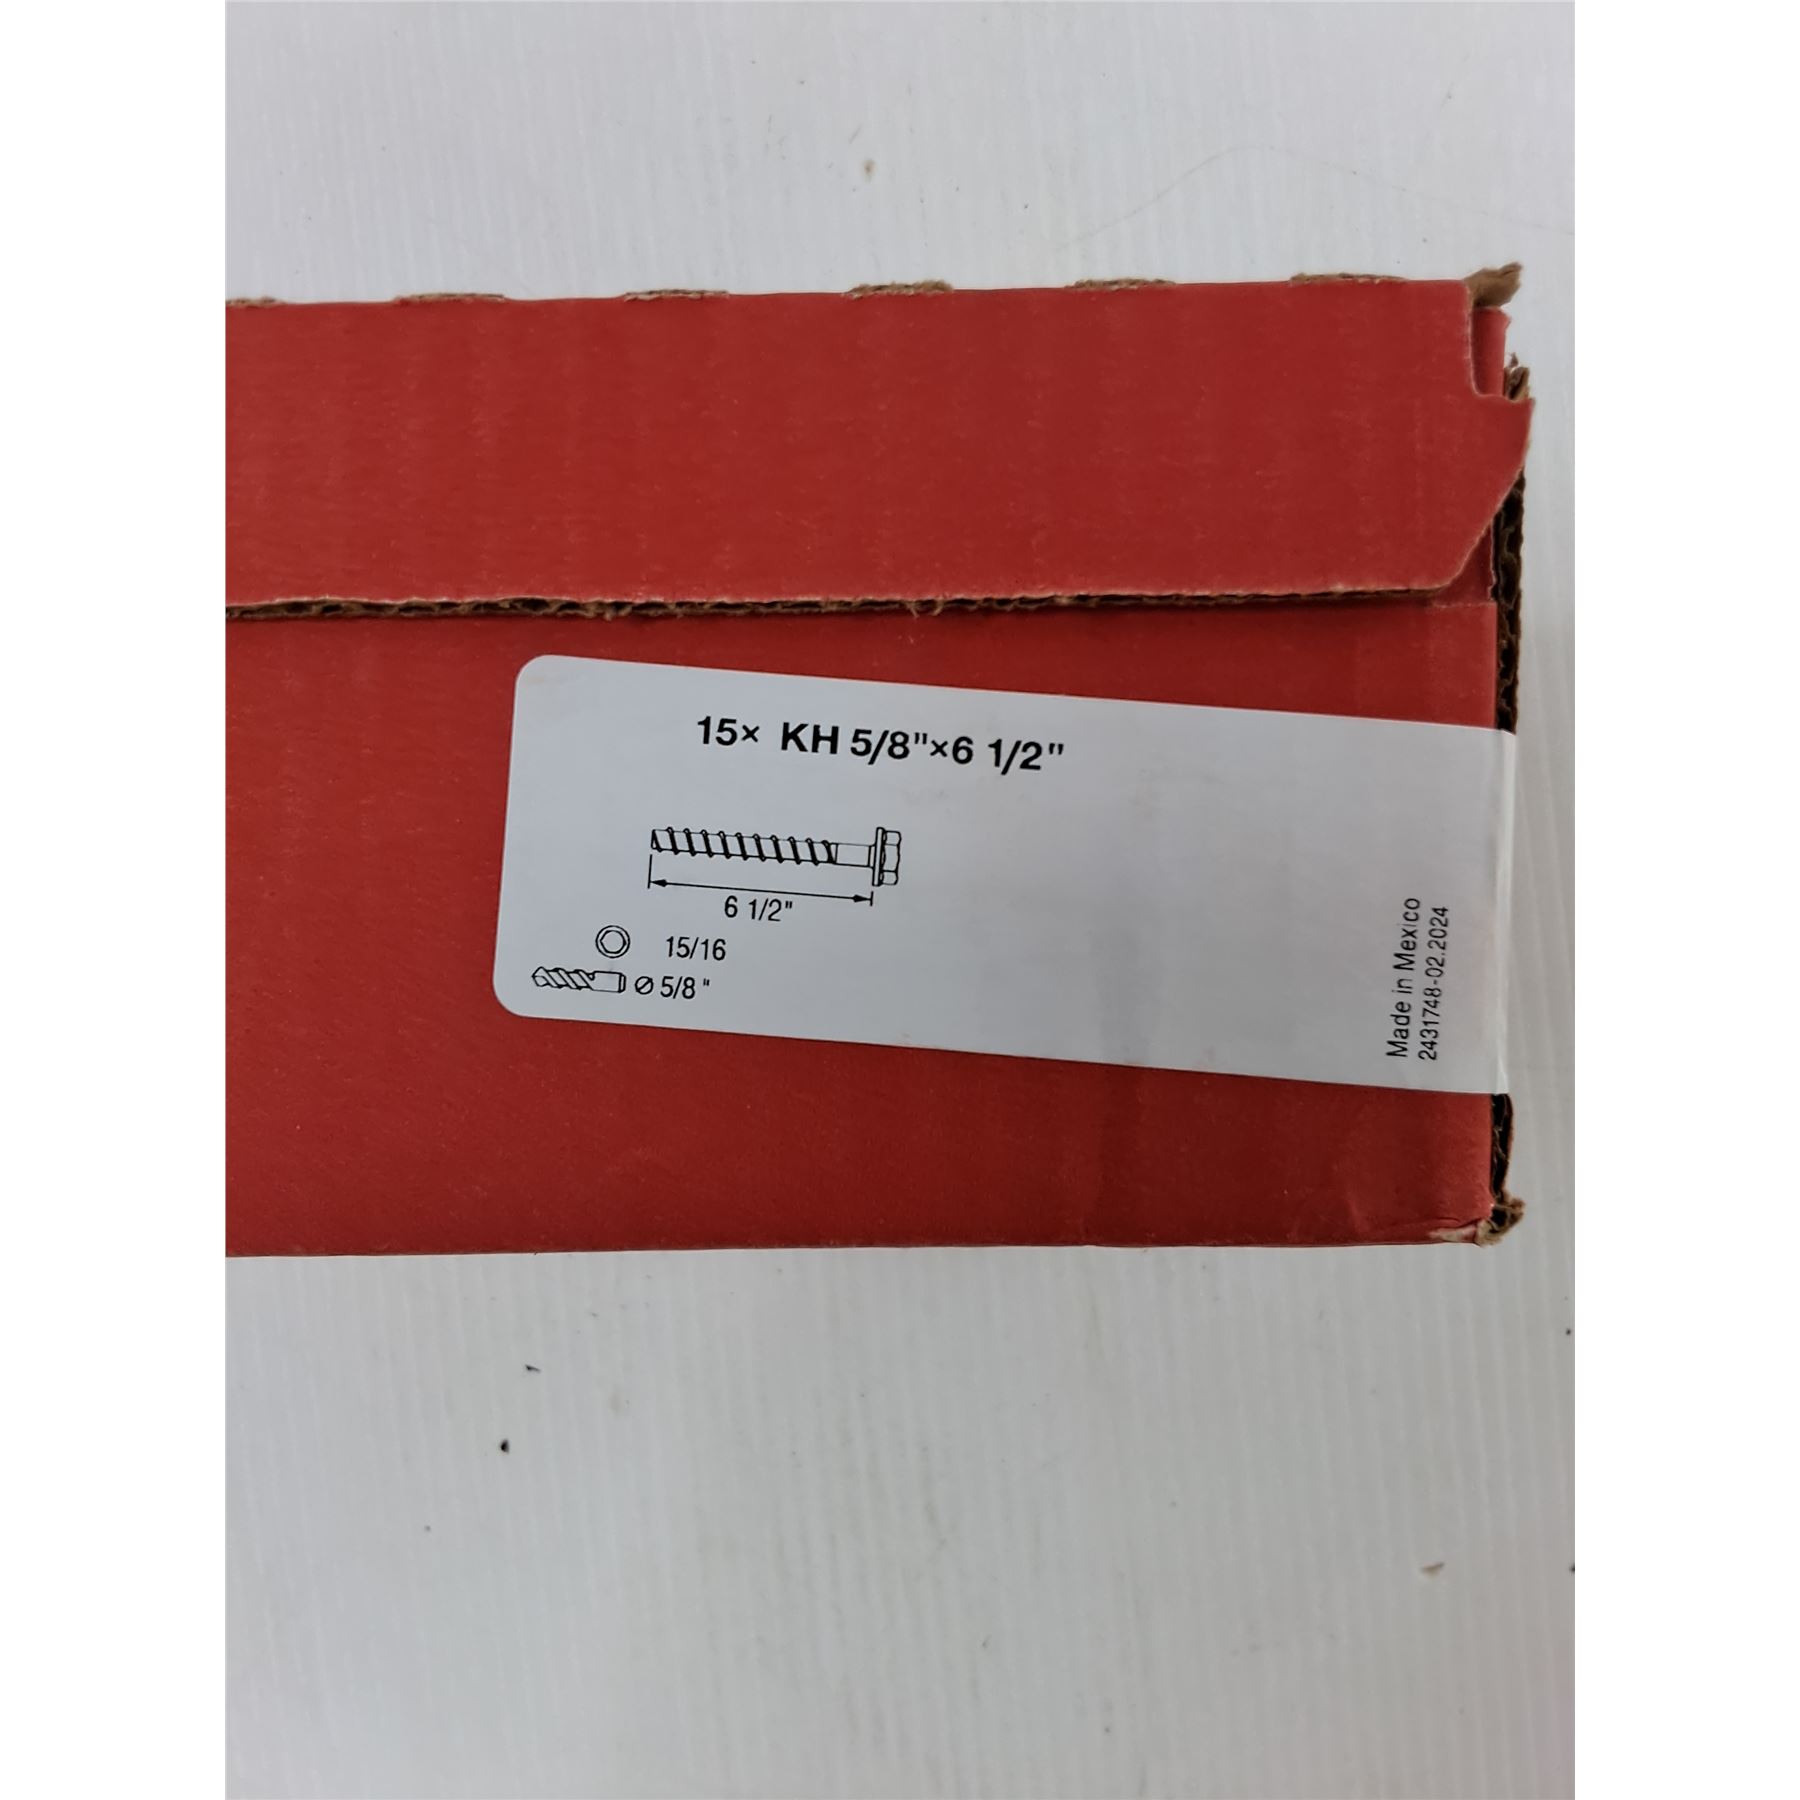 15× KH 5/8"×6 1/2"
6 1/2"
15/16
⌀ 5/8"
Made in Mexico
2431748-02.2024